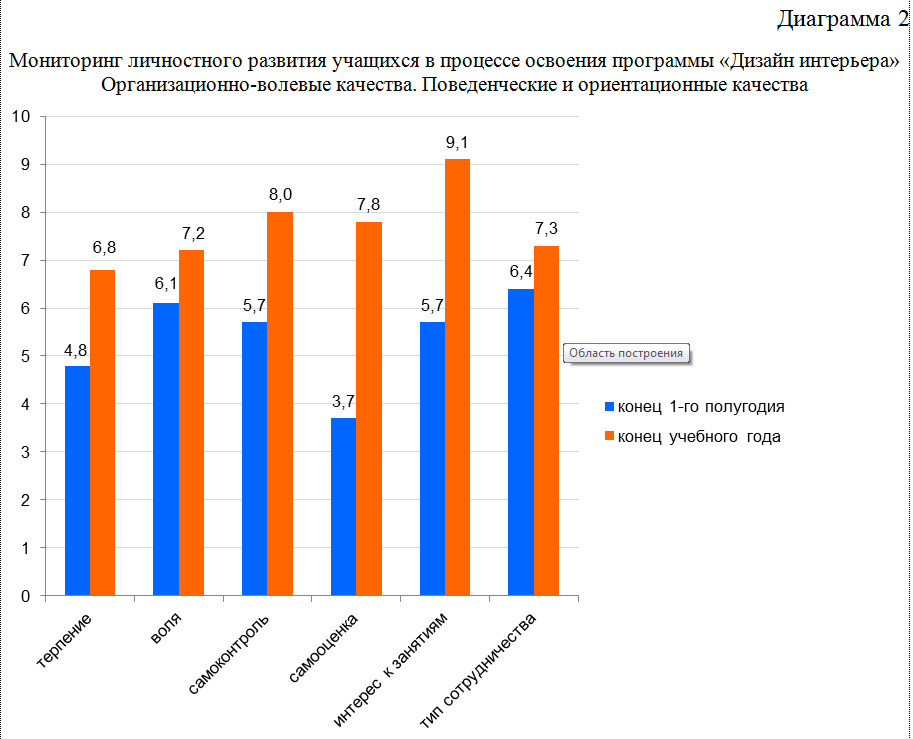 Диаграмма 2
Мониторинг личностного развития учащихся в процессе освоения программы «Дизайн интерьера»
Организационно-волевые качества. Поведенческие и ориентационные качества
10
9
8
7
6
5
4
3
2
1
0
4,8
6,8
6,1
7,2
5,7
8,0
3,7
7,8
5,7
9,1
6,4
7,3
терпение
воля
самоконтроль
самооценка
интерес к занятиям
тип сотрудничества
Область построения
конец 1-го полугодия
конец учебного года